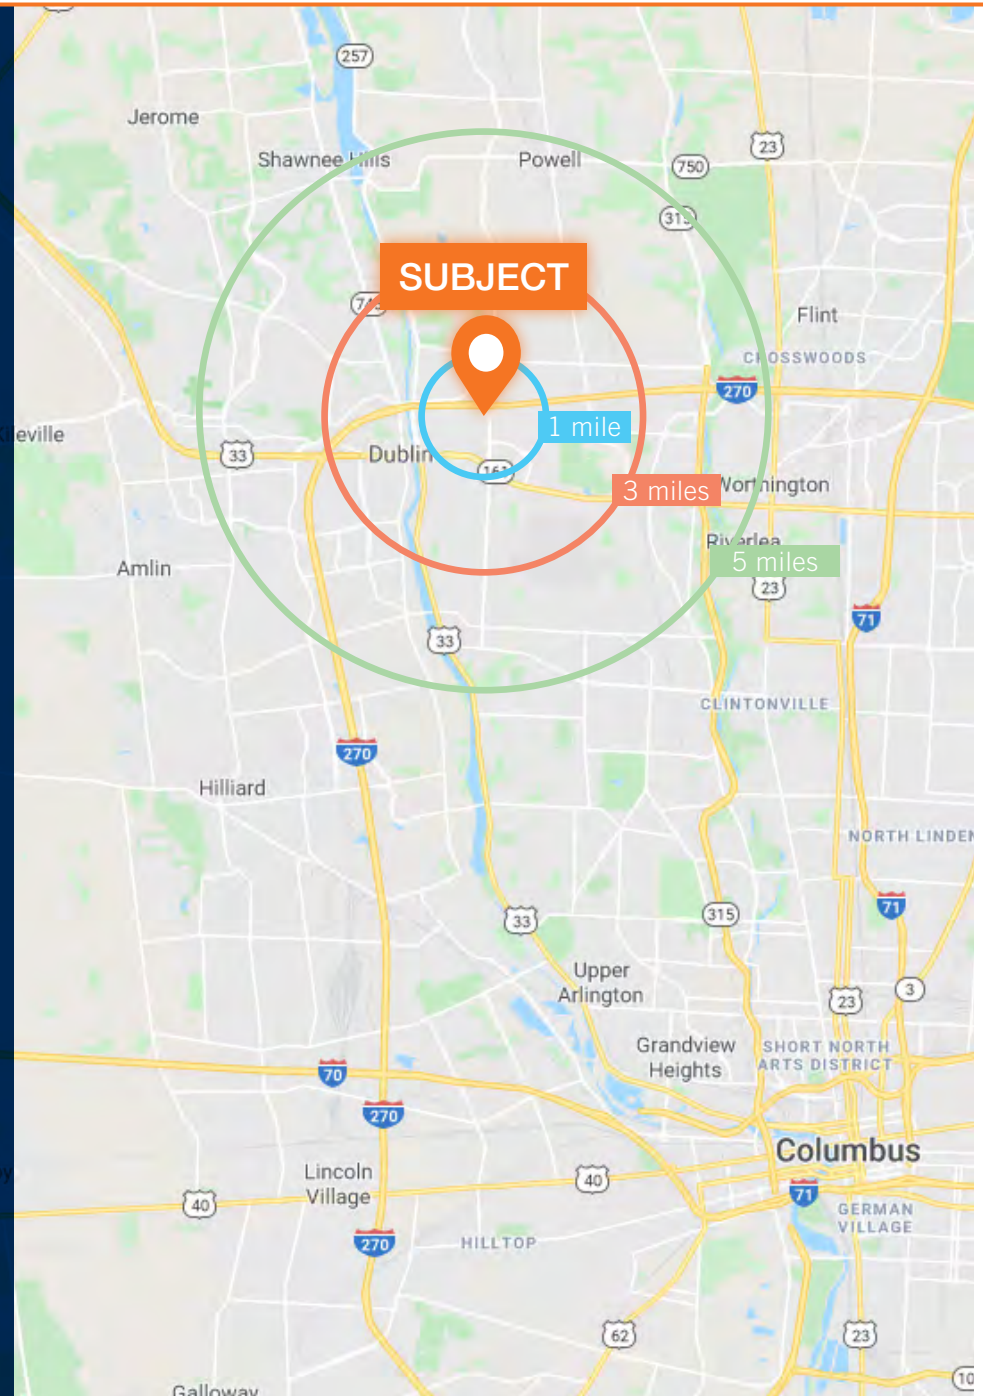 257
Jerome
23
Shawnee Hills
Powell
750
315
SUBJECT
Flint
CROSSWOODS
270
1 mile
33
Dublin
161
3 miles
Worthington
Riverlea
5 miles
23
Amlin
71
33
CLINTONVILLE
270
Hilliard
NORTH LINDEN
71
315
33
Upper
Arlington
23
3
Grandview
Heights
SHORT NORTH
ARTS DISTRICT
70
270
Columbus
Lincoln
Village
40
40
71
GERMAN
VILLAGE
270
HILLTOP
62
23
Galloway